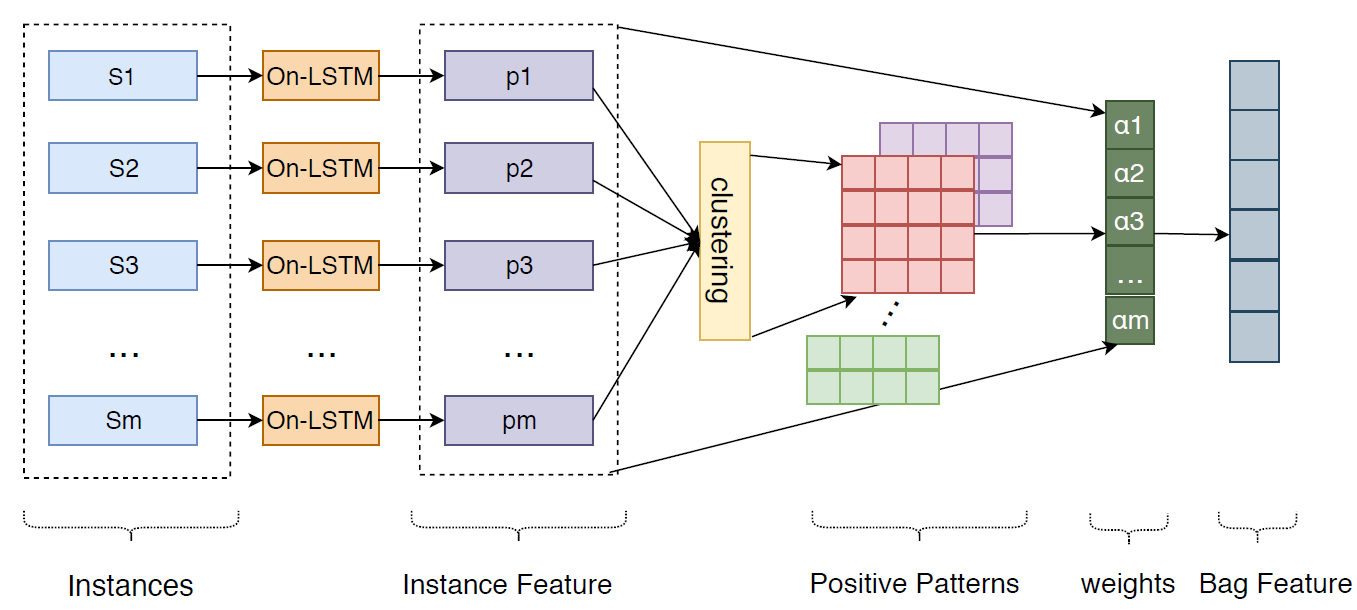 S1 On-LSTM p1
S2 On-LSTM p2
S3 On-LSTM p3
... ... ...
Sm On-LSTM pm
clustering
...
α1
α2
α3
...
αm
Instances Instance Feature Positive Patterns weights Bag Feature